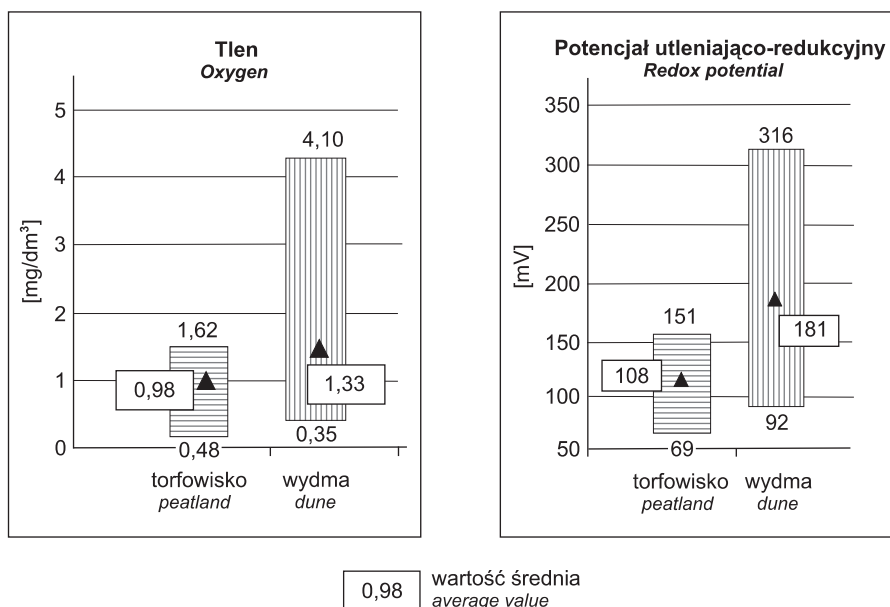 Tlen
Oxygen
[mg/dm³]
5
4
3
2
1
0
4,10
1,62
0,98
1,33
0,48
0,35
torfowisko
peatland
wydma
dune
Potencjał utleniająco-redukcyjny
Redox potential
[mV]
350
300
250
200
150
100
50
316
151
181
108
92
69
torfowisko
peatland
wydma
dune
0,98
wartość średnia
average value